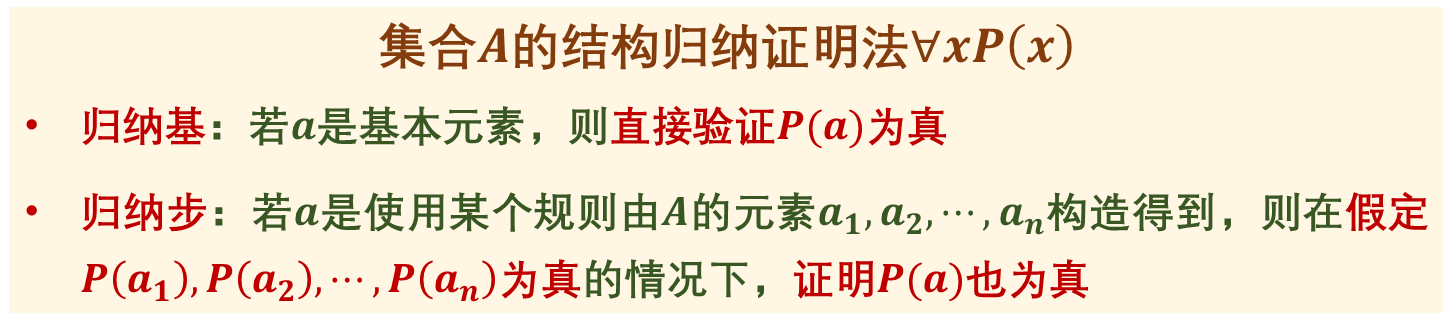 集合A的结构归纳证明法∀xP(x)
• 归纳基：若a是基本元素，则直接验证P(a)为真
• 归纳步：若a是使用某个规则由A的元素a₁,a₂,⋯,aₙ构造得到，则在假定
P(a₁),P(a₂),⋯,P(aₙ)为真的情况下，证明P(a)也为真